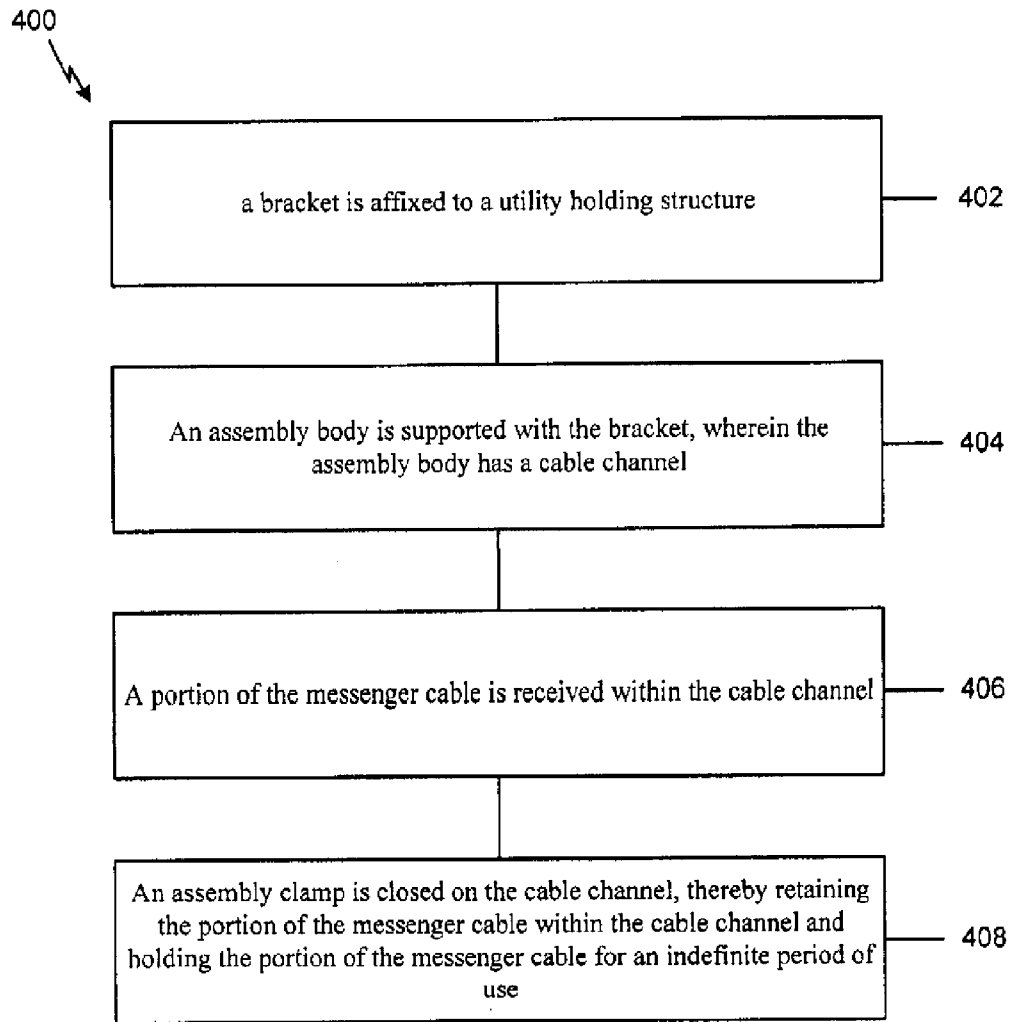 400
a bracket is affixed to a utility holding structure
402
An assembly body is supported with the bracket, wherein the
assembly body has a cable channel
404
A portion of the messenger cable is received within the cable channel
406
An assembly clamp is closed on the cable channel, thereby retaining
the portion of the messenger cable within the cable channel and
holding the portion of the messenger cable for an indefinite period of
use
408